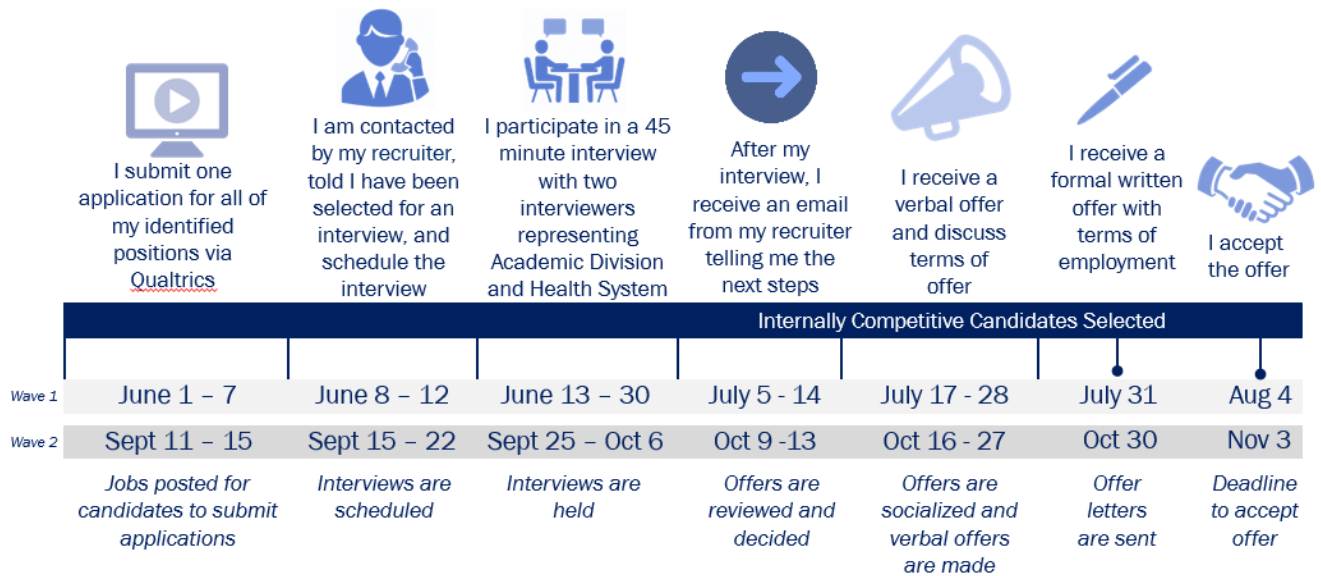 I submit one
application for all of
my identified
positions via
Qualtrics
I am contacted
by my recruiter,
told I have been
selected for an
interview, and
schedule the
interview
I participate in a 45
minute interview
with two
interviewers
representing
Academic Division
and Health System
After my
interview, I
receive an email
from my recruiter
telling me the
next steps
I receive a
verbal offer
and discuss
terms of
offer
I receive a
formal written
offer with
terms of
employment
I accept
the offer
Internally Competitive Candidates Selected
Wave 1 June 1 – 7 June 8 – 12 June 13 – 30 July 5 - 14 July 17 - 28 July 31 Aug 4
Wave 2 Sept 11 – 15 Sept 15 – 22 Sept 25 – Oct 6 Oct 9 -13 Oct 16 - 27 Oct 30 Nov 3
Jobs posted for
candidates to submit
applications
Interviews are
scheduled
Interviews are
held
Offers are
reviewed and
decided
Offers are
socialized and
verbal offers
are made
Offer
letters
are sent
Deadline
to accept
offer